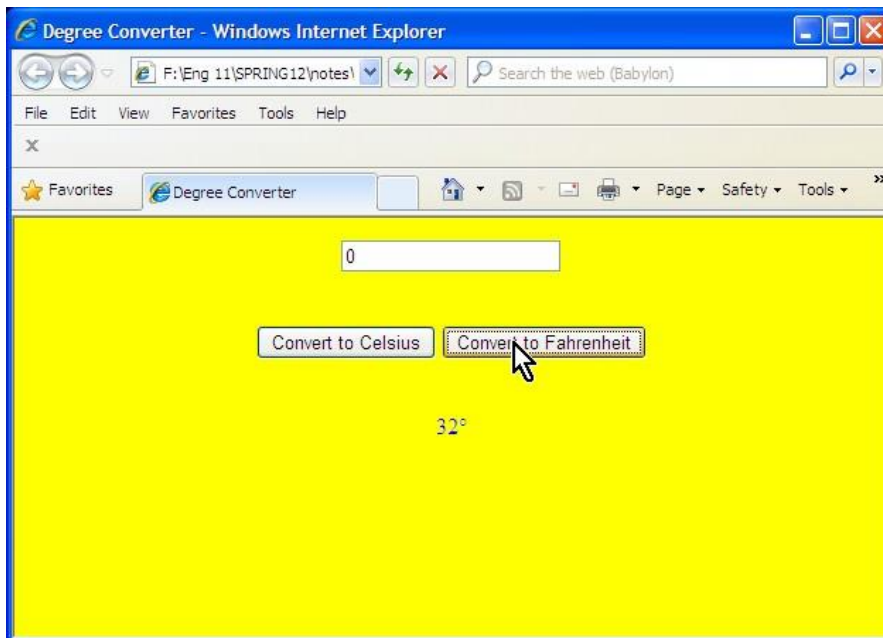 Degree Converter - Windows Internet Explorer
F:\Eng 11\SPRING12\notes\ Search the web (Babylon)
File Edit View Favorites Tools Help
x
Favorites Degree Converter Page Safety Tools »
0
Convert to Celsius Convert to Fahrenheit
32°